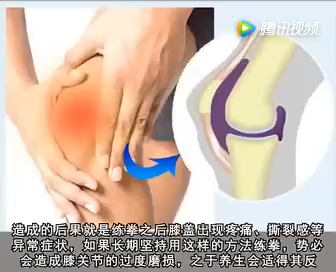 腾讯视频
造成的后果就是练拳之后膝盖出现疼痛、撕裂感等
异常症状，如果长期坚持用这样的方法练拳，势必
会造成膝关节的过度磨损，之于养生会适得其反